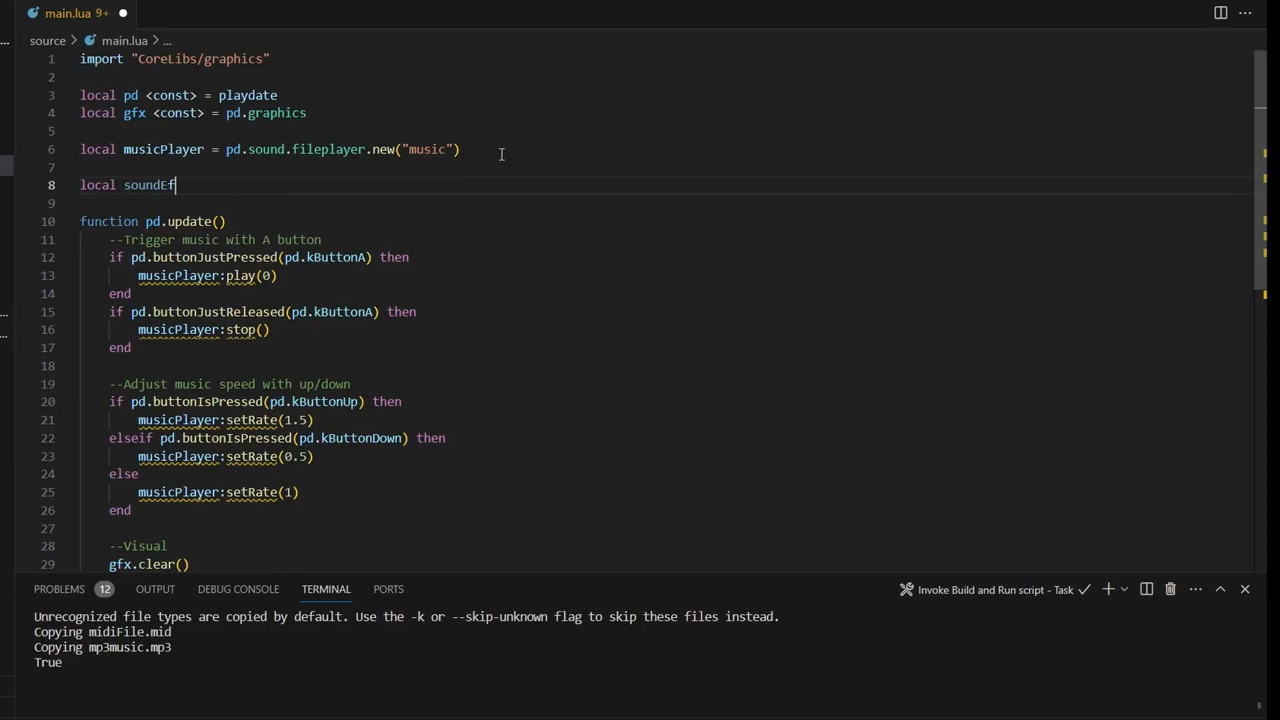 main.lua 9+
source > main.lua > ...
1 import "CoreLibs/graphics"
2
3 local pd <const> = playdate
4 local gfx <const> = pd.graphics
5
6 local musicPlayer = pd.sound.fileplayer.new("music")
7
8 local soundEf
9
10 function pd.update()
11 --Trigger music with A button
12 if pd.buttonJustPressed(pd.kButtonA) then
13 musicPlayer:play(0)
14 end
15 if pd.buttonJustReleased(pd.kButtonA) then
16 musicPlayer:stop()
17 end
18
19 --Adjust music speed with up/down
20 if pd.buttonIsPressed(pd.kButtonUp) then
21 musicPlayer:setRate(1.5)
22 elseif pd.buttonIsPressed(pd.kButtonDown) then
23 musicPlayer:setRate(0.5)
24 else
25 musicPlayer:setRate(1)
26 end
27
28 --Visual
29 gfx.clear()
PROBLEMS 12 OUTPUT DEBUG CONSOLE TERMINAL PORTS Invoke Build and Run script - Task
Unrecognized file types are copied by default. Use the -k or --skip-unknown flag to skip these files instead.
Copying midiFile.mid
Copying mp3music.mp3
True